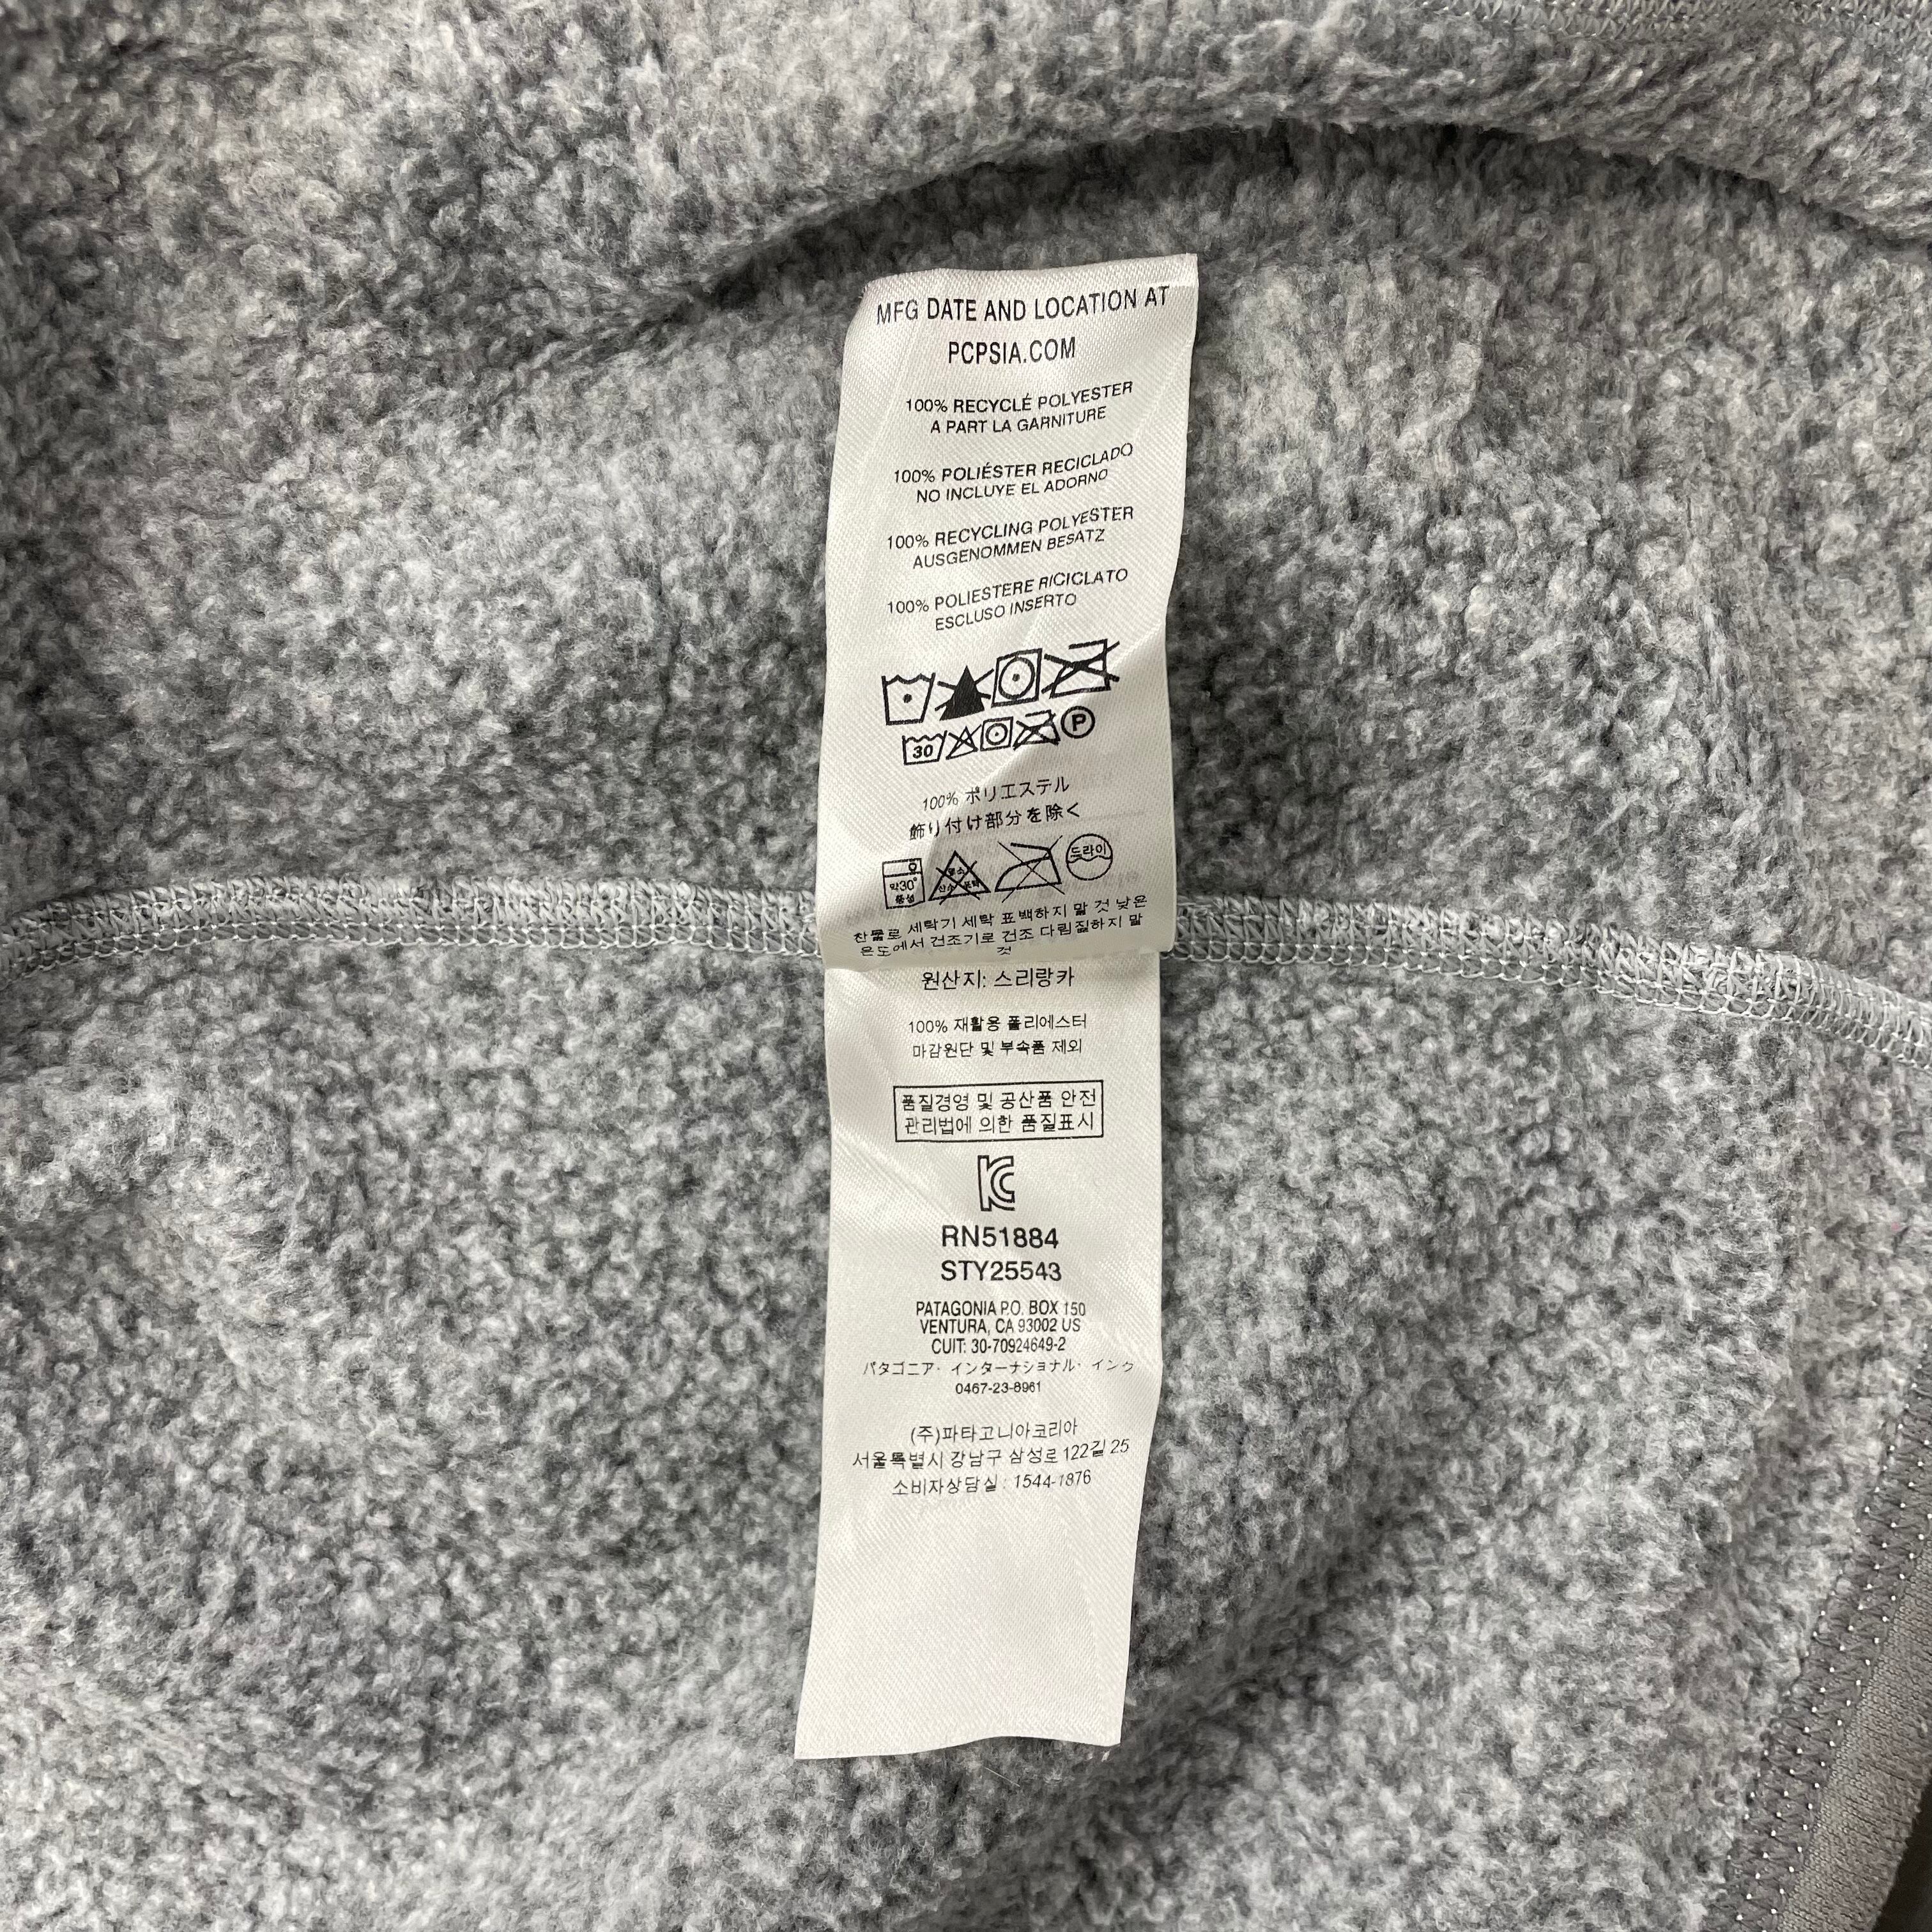 MFG DATE AND LOCATION AT
PCPSIA.COM
100% RECYCLÉ POLYESTER
A PART LA GARNITURE
100% POLIÉSTER RECICLADO
NO INCLUYE EL ADORNO
100% RECYCLING POLYESTER
AUSGENOMMEN BESATZ
100% POLIESTERE RICICLATO
ESCLUSO INSERTO
30 P
100% ポリエステル
飾り付け部分を除く
약30° 드라이
중성
찬물로 세탁기 세탁 표백하지 말 것 낮은
온도에서 건조기로 건조 다림질하지 말
것
원산지: 스리랑카
100% 재활용 폴리에스터
마감원단 및 부속품 제외
품질경영 및 공산품 안전
관리법에 의한 품질표시
RN51884
STY25543
PATAGONIA P.O. BOX 150
VENTURA, CA 93002 US
CUIT: 30-70924649-2
パタゴニア・インターナショナル・インク
0467-23-8961
(주)파타고니아코리아
서울특별시 강남구 삼성로 122길 25
소비자상담실 : 1544-1876